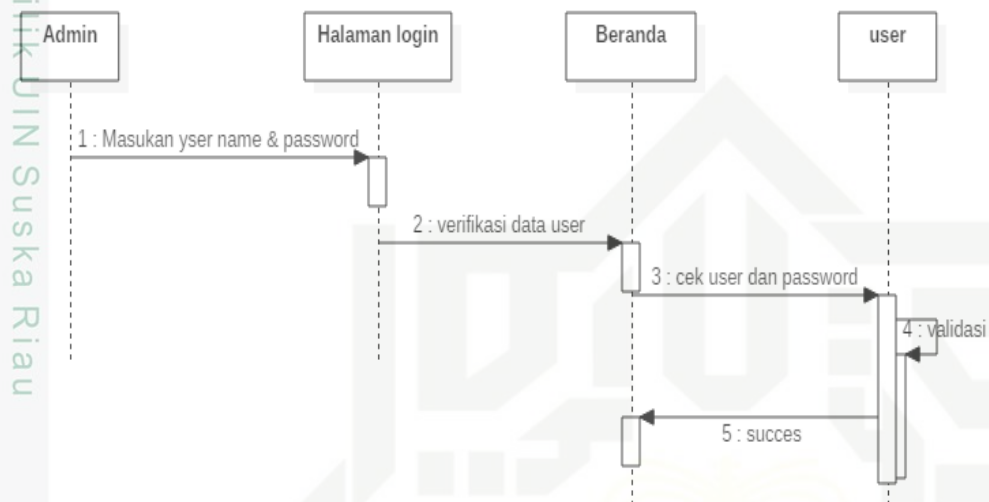 Admin
Halaman login
Beranda
user
1 : Masukan yser name & password
2 : verifikasi data user
3 : cek user dan password
4 : validasi
5 : succes
UIN Suska Riau